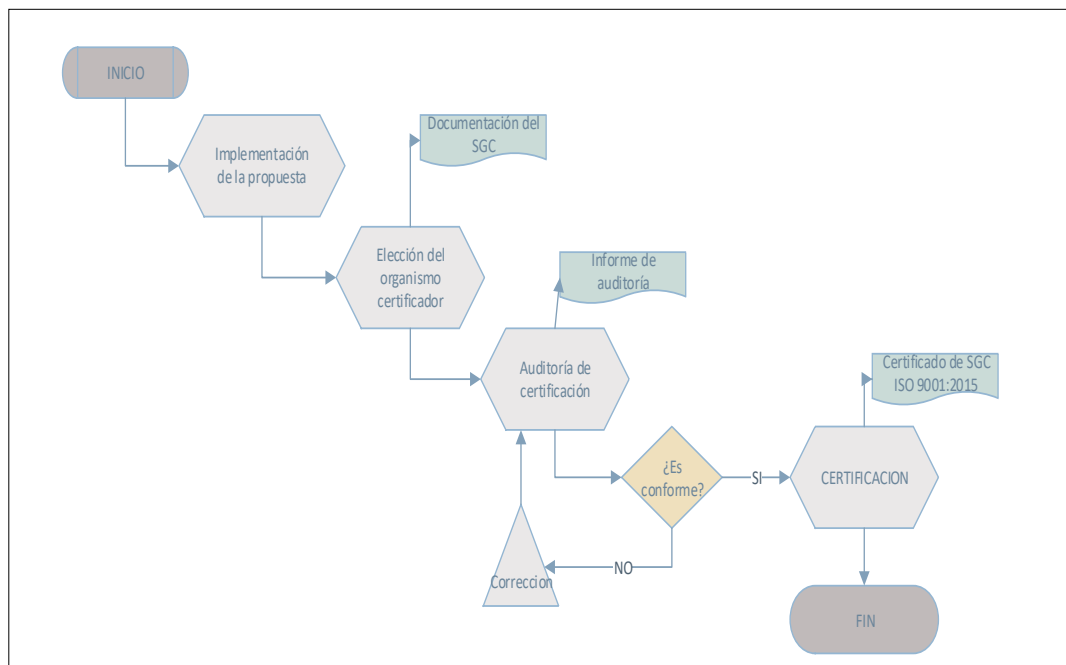 INICIO
Implementación
de la propuesta
Documentación del
SGC
Elección del
organismo
certificador
Informe de
auditoría
Auditoría de
certificación
Certificado de SGC
ISO 9001:2015
¿Es
conforme?
SI
CERTIFICACION
NO
Correccion
FIN